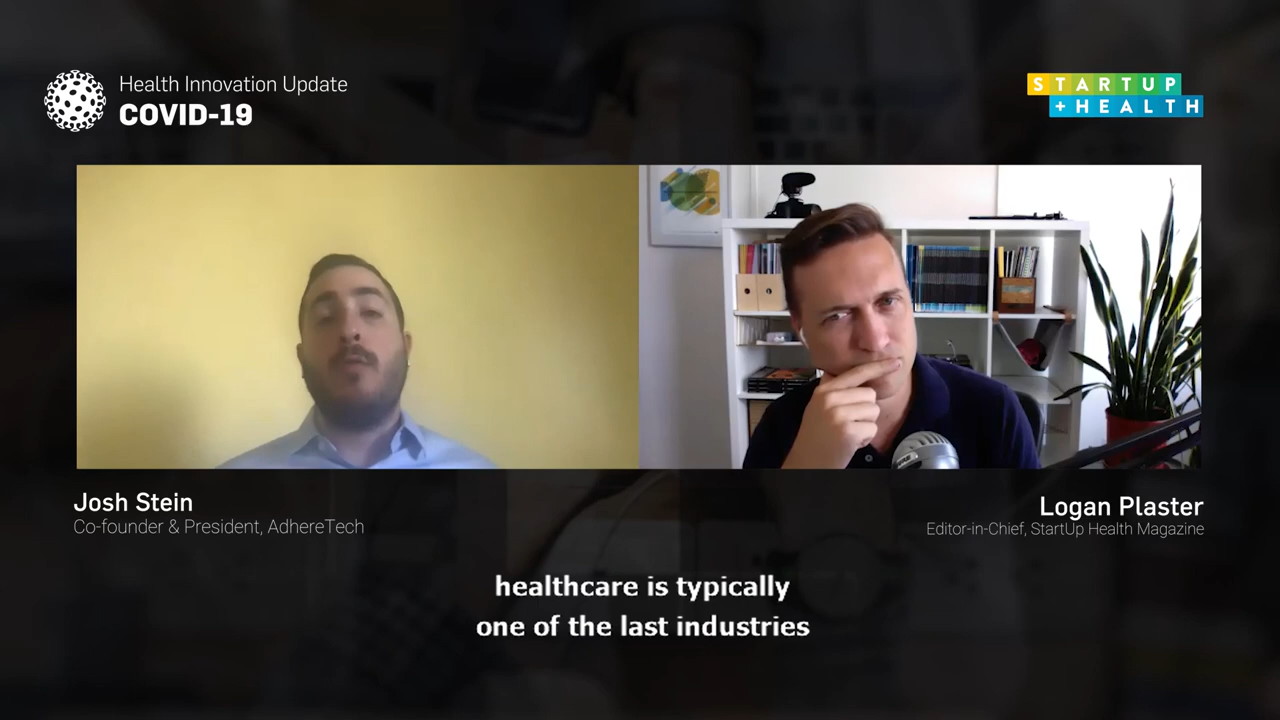 Health Innovation Update
COVID-19
STARTUP
+HEALTH
Josh Stein
Co-founder & President, AdhereTech
Logan Plaster
Editor-in-Chief, StartUp Health Magazine
healthcare is typically
one of the last industries